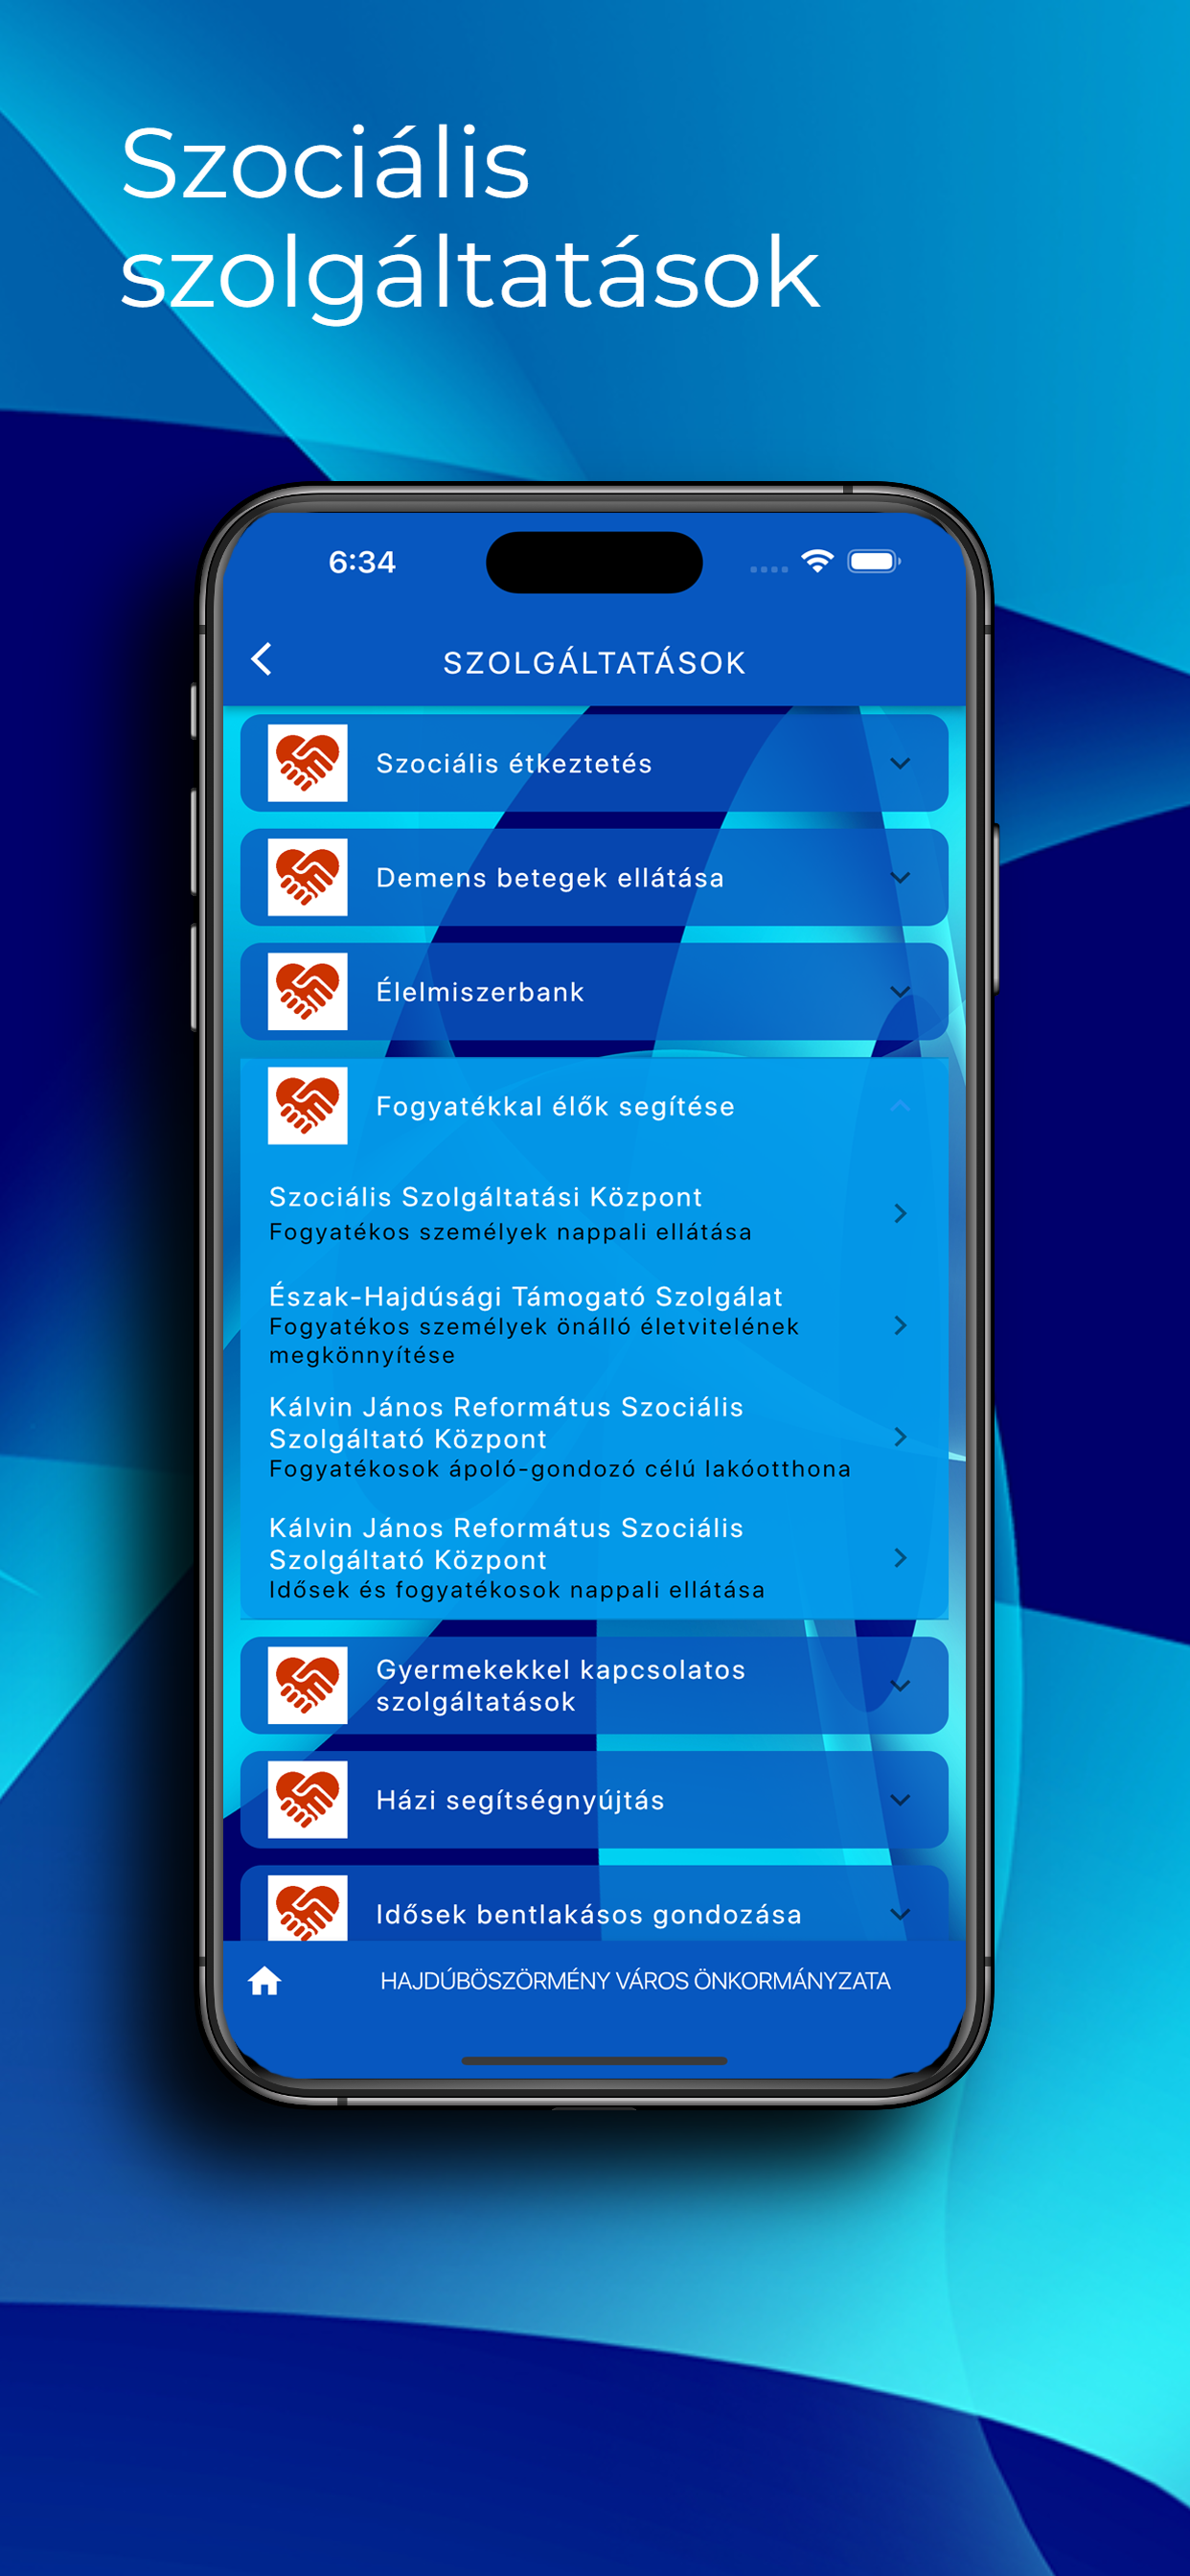 Szociális
szolgáltatások
6:34
SZOLGÁLTATÁSOK
Szociális étkeztetés
Demens betegek ellátása
Élelmiszerbank
Fogyatékkal élők segítése
Szociális Szolgáltatási Központ
Fogyatékos személyek nappali ellátása
Észak-Hajdúsági Támogató Szolgálat
Fogyatékos személyek önálló életvitelének
megkönnyítése
Kálvin János Református Szociális
Szolgáltató Központ
Fogyatékosok ápoló-gondozó célú lakóotthona
Kálvin János Református Szociális
Szolgáltató Központ
Idősek és fogyatékosok nappali ellátása
Gyermekekkel kapcsolatos
szolgáltatások
Házi segítségnyújtás
Idősek bentlakásos gondozása
HAJDÚBÖSZÖRMÉNY VÁROS ÖNKORMÁNYZATA